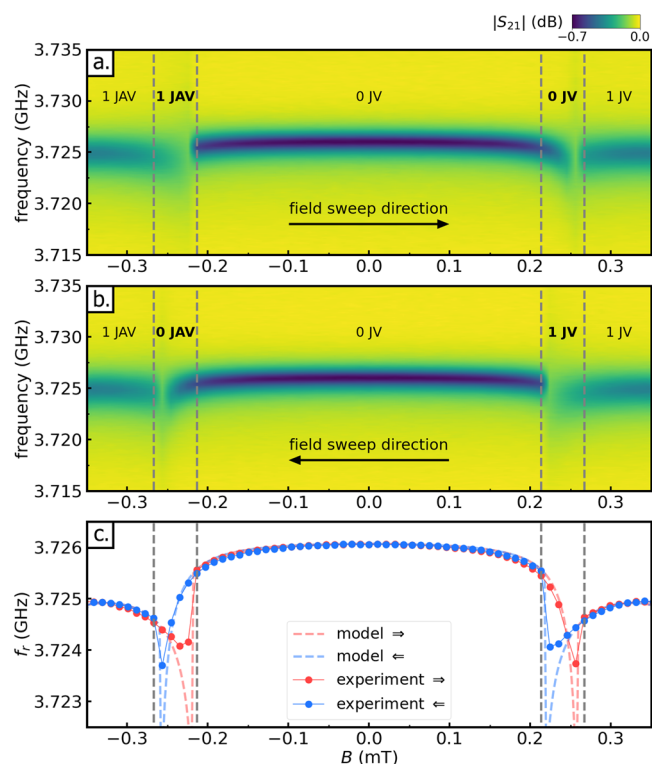 |S21| (dB)
−0.7 0.0
a.
3.735
3.730
3.725
3.720
3.715
frequency (GHz)
1 JAV 1 JAV 0 JV 0 JV 1 JV
field sweep direction
−0.3 −0.2 −0.1 0.0 0.1 0.2 0.3
b.
3.735
3.730
3.725
3.720
3.715
frequency (GHz)
1 JAV 0 JAV 0 JV 1 JV 1 JV
field sweep direction
−0.3 −0.2 −0.1 0.0 0.1 0.2 0.3
c.
3.726
3.725
3.724
3.723
fr (GHz)
model ⇒
model ⇐
experiment ⇒
experiment ⇐
−0.3 −0.2 −0.1 0.0 0.1 0.2 0.3
B (mT)